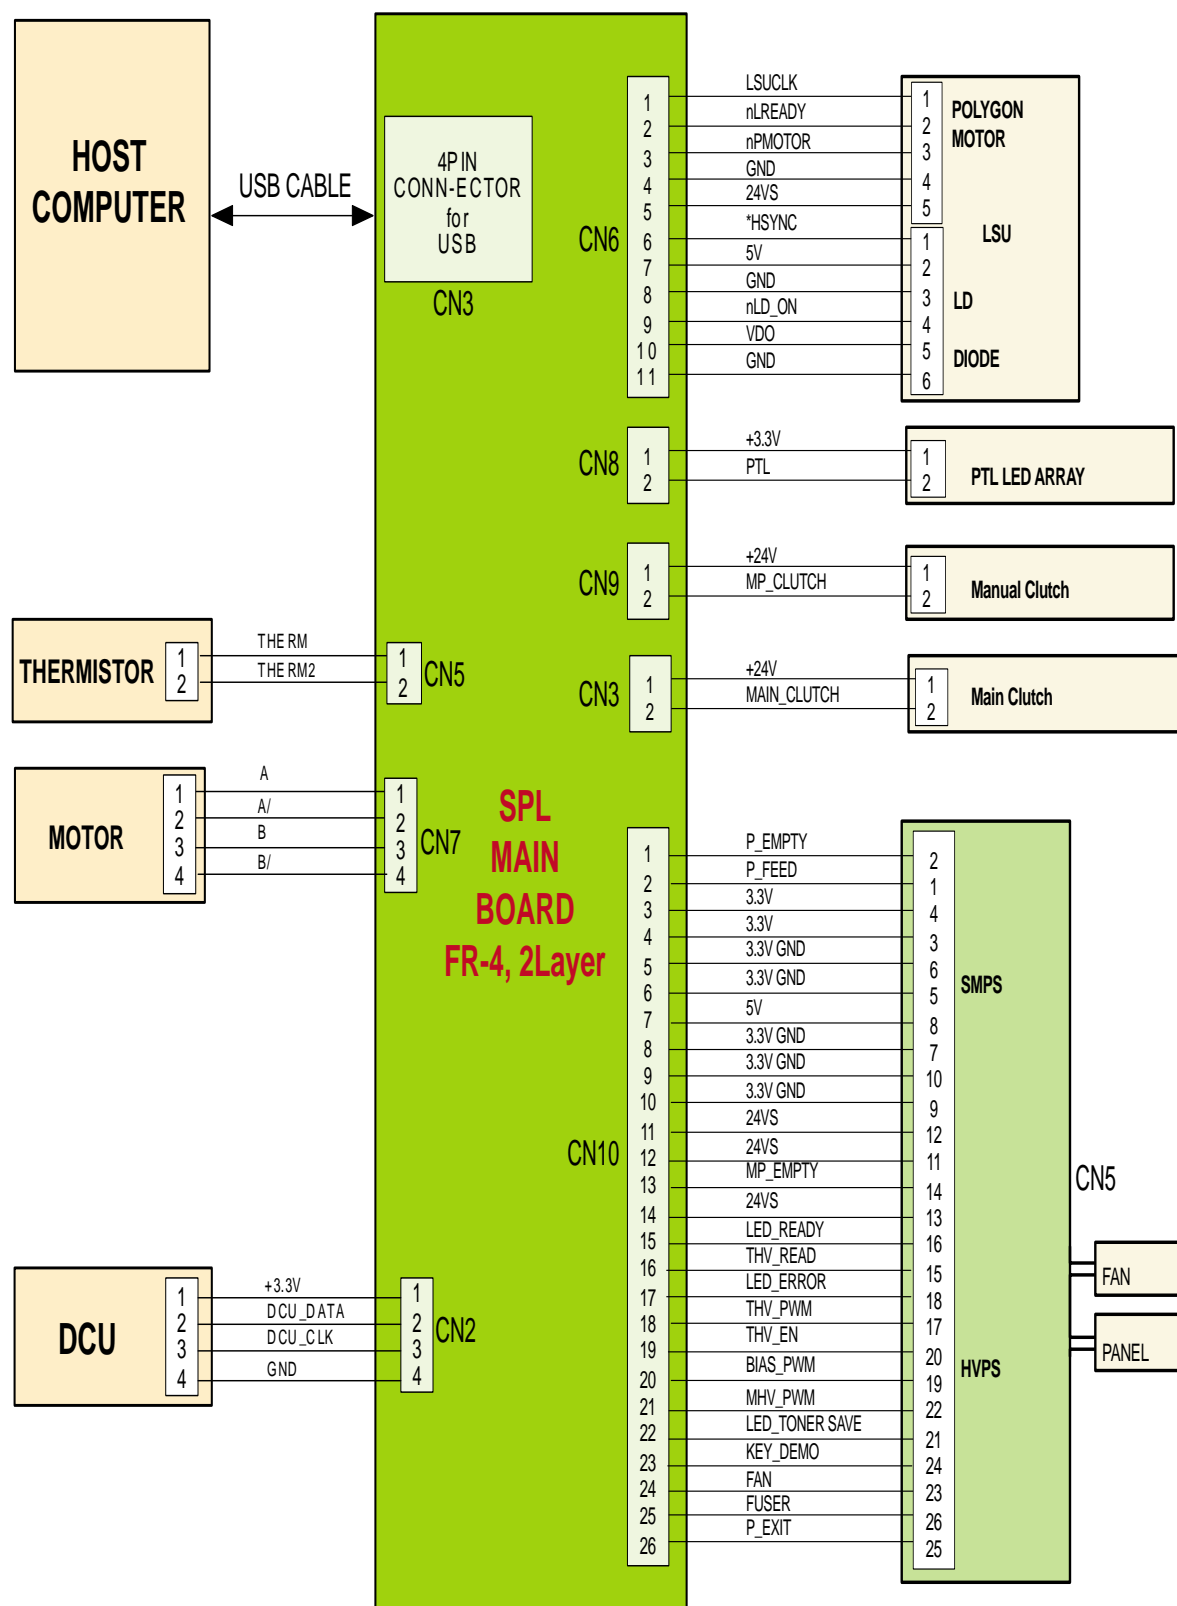 HOST
COMPUTER
USB CABLE
4PIN
CONN-ECTOR
for
USB
CN3
CN6
1
2
3
4
5
6
7
8
9
10
11
LSUCLK
nLREADY
nPMOTOR
GND
24VS
*HSYNC
5V
GND
nLD_ON
VDO
GND
1
2
3
4
5
1
2
3
4
5
6
POLYGON
MOTOR
LSU
LD
DIODE
CN8
1
2
+3.3V
PTL
1
2
PTL LED ARRAY
CN9
1
2
+24V
MP_CLUTCH
1
2
Manual Clutch
THERMISTOR
1
2
THERM
THERM2
1
2
CN5
CN3
1
2
+24V
MAIN_CLUTCH
1
2
Main Clutch
MOTOR
1
2
3
4
A
A/
B
B/
1
2
3
4
CN7
SPL
MAIN
BOARD
FR-4, 2Layer
CN10
1
2
3
4
5
6
7
8
9
10
11
12
13
14
15
16
17
18
19
20
21
22
23
24
25
26
P_EMPTY
P_FEED
3.3V
3.3V
3.3V GND
3.3V GND
5V
3.3V GND
3.3V GND
3.3V GND
24VS
24VS
MP_EMPTY
24VS
LED_READY
THV_READ
LED_ERROR
THV_PWM
THV_EN
BIAS_PWM
MHV_PWM
LED_TONER SAVE
KEY_DEMO
FAN
FUSER
P_EXIT
2
1
4
3
6
5
8
7
10
9
12
11
14
13
16
15
18
17
20
19
22
21
24
23
26
25
SMPS
HVPS
CN5
FAN
PANEL
DCU
1
2
3
4
+3.3V
DCU_DATA
DCU_CLK
GND
1
2
3
4
CN2